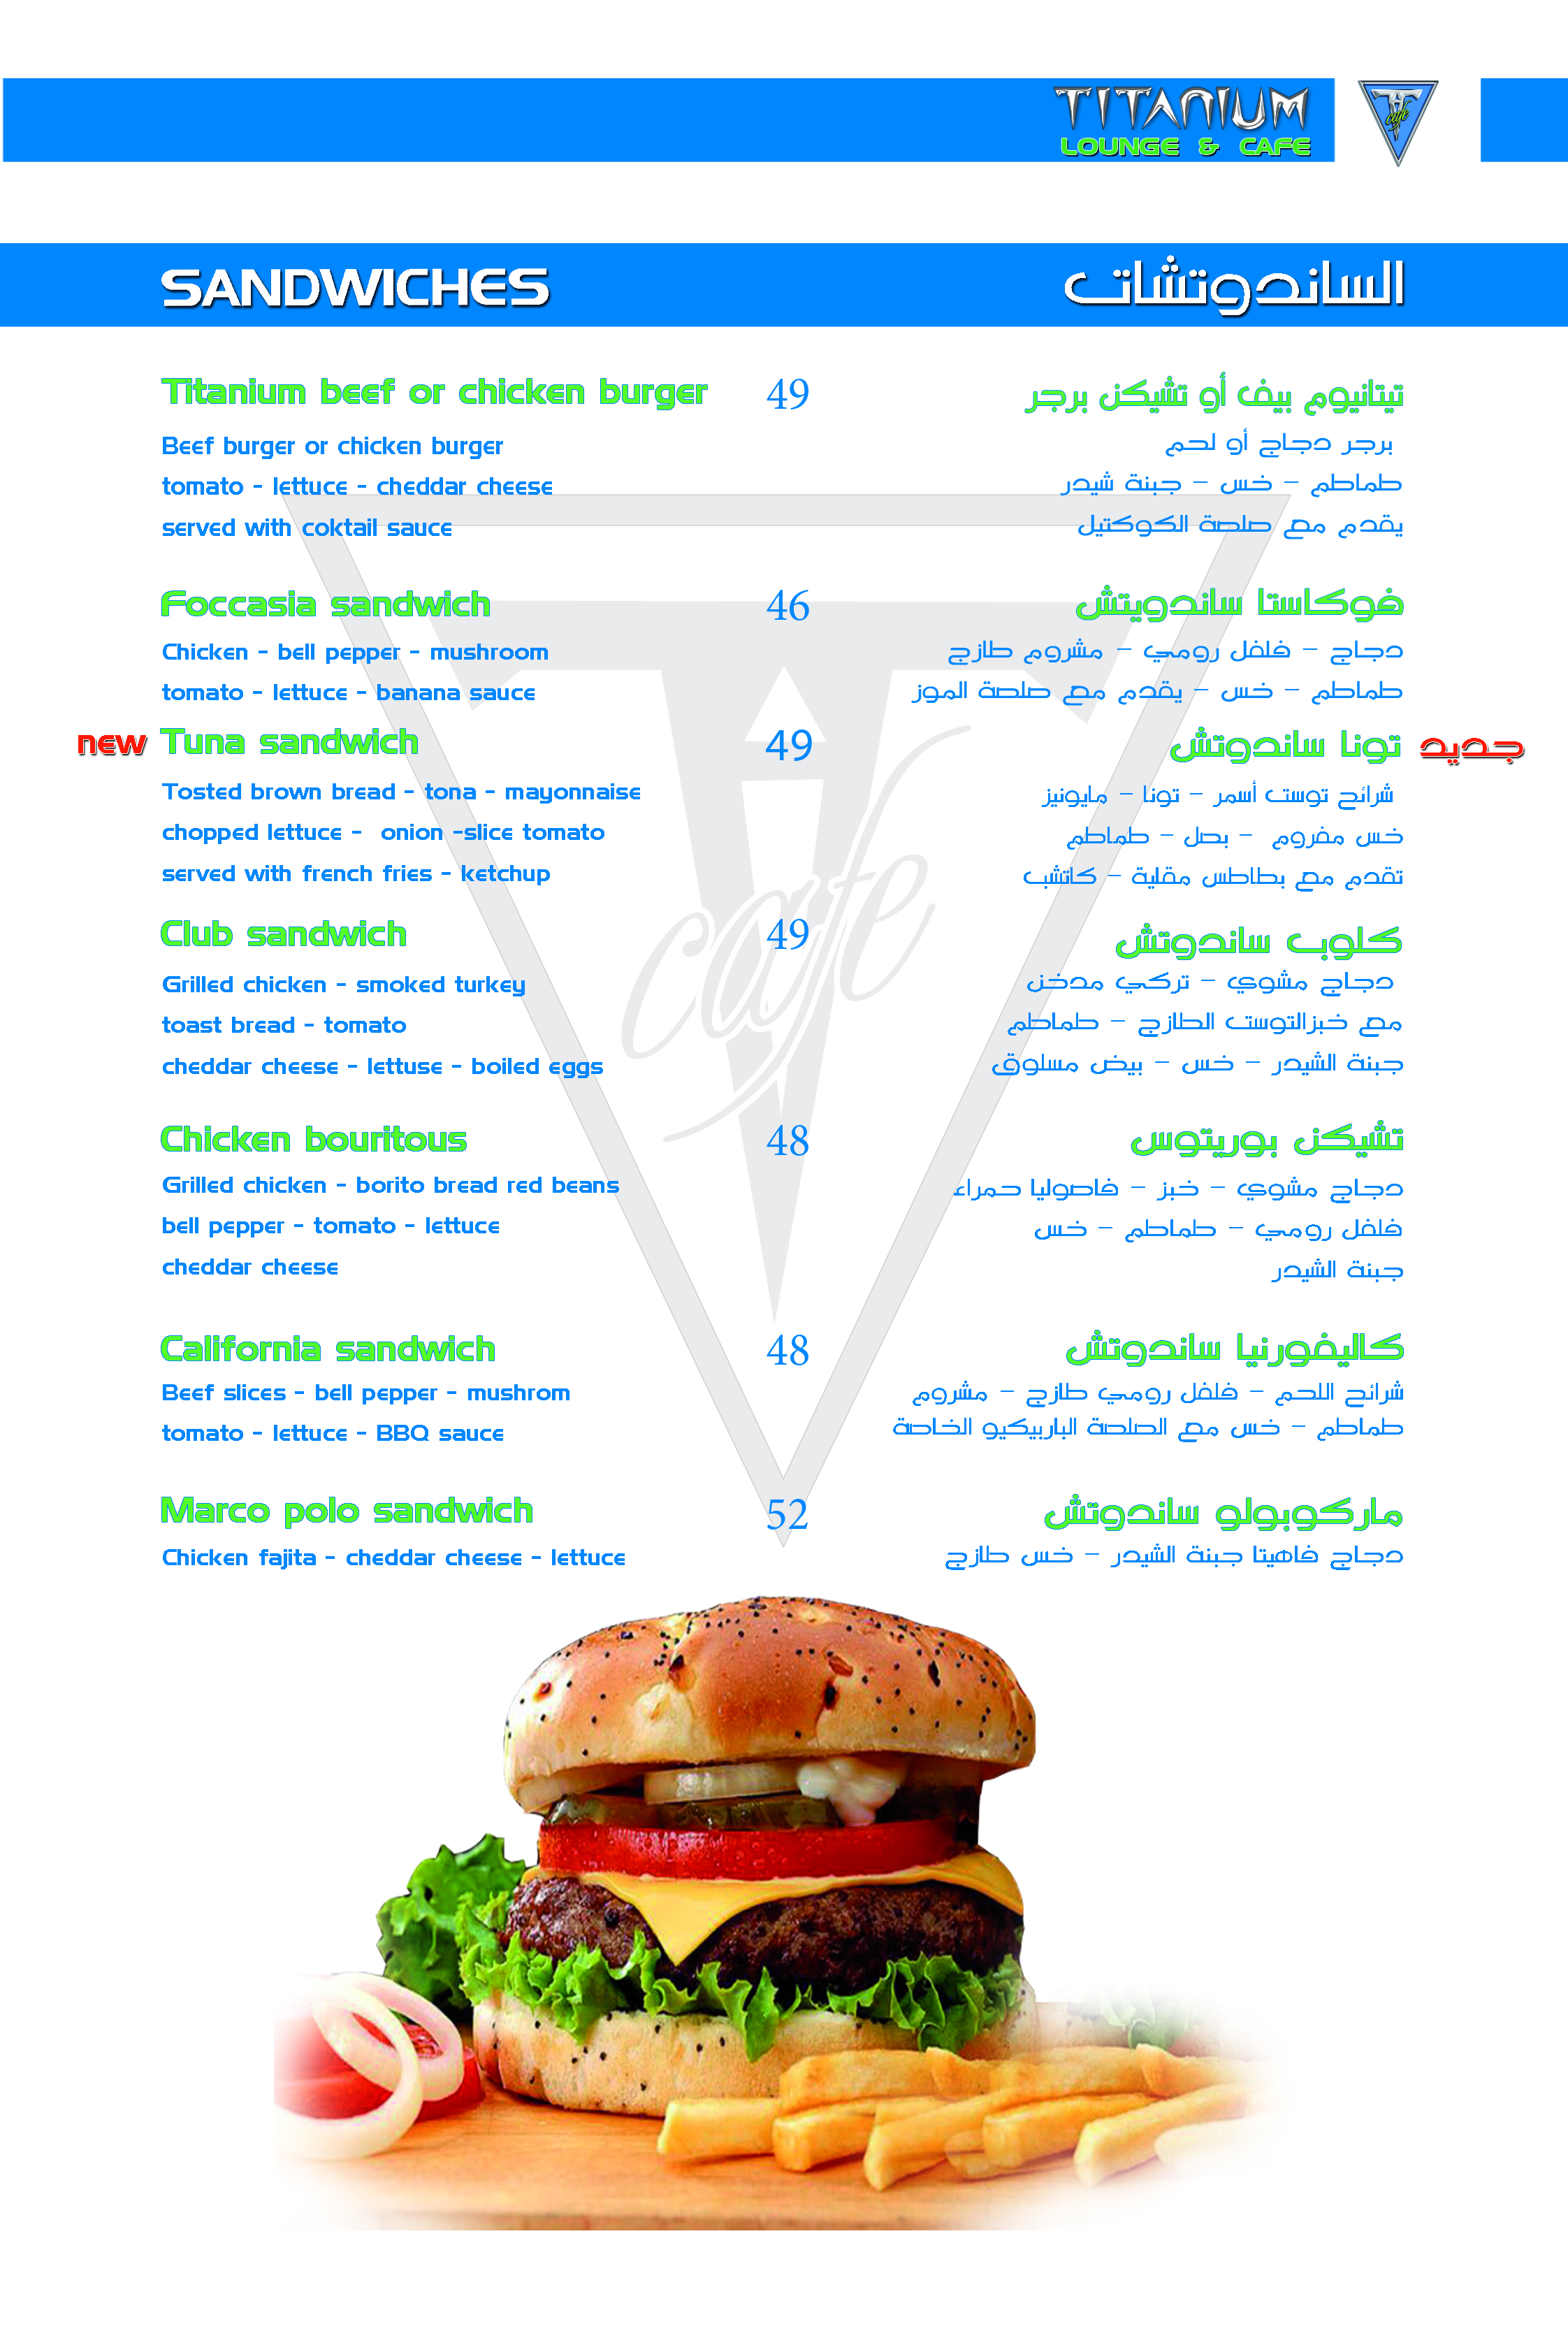 TITANIUM
LOUNGE & CAFE
T
cafe
SANDWICHES
الساندوتشات
Titanium beef or chicken burger
49
تيتانيوم بيف أو تشيكن برجر
Beef burger or chicken burger
برجر دجاج أو لحم
tomato - lettuce - cheddar cheese
طماطم - خس - جبنة شيدر
served with coktail sauce
يقدم مع صلصة الكوكتيل
Foccasia sandwich
46
فوكاستا ساندويتش
Chicken - bell pepper - mushroom
دجاج - فلفل رومي - مشروم طازج
tomato - lettuce - banana sauce
طماطم - خس - يقدم مع صلصة الموز
new Tuna sandwich
49
تونا ساندوتش جديد
Tosted brown bread - tona - mayonnaise
شرائح توست أسمر - تونا - مايونيز
chopped lettuce - onion -slice tomato
خس مفروم - بصل - طماطم
served with french fries - ketchup
تقدم مع بطاطس مقلية - كاتشب
Club sandwich
49
كلوب ساندوتش
Grilled chicken - smoked turkey
دجاج مشوي - تركي مدخن
toast bread - tomato
مع خبزالتوست الطازج - طماطم
cheddar cheese - lettuse - boiled eggs
جبنة الشيدر - خس - بيض مسلوق
Chicken bouritous
48
تشيكن بوريتوس
Grilled chicken - borito bread red beans
دجاج مشوي - خبز - فاصوليا حمراء
bell pepper - tomato - lettuce
فلفل رومي - طماطم - خس
cheddar cheese
جبنة الشيدر
California sandwich
48
كاليفورنيا ساندوتش
Beef slices - bell pepper - mushrom
شرائح اللحم - فلفل رومي طازج - مشروم
tomato - lettuce - BBQ sauce
طماطم - خس مع الصلصة الباربيكيو الخاصة
Marco polo sandwich
52
ماركوبولو ساندوتش
Chicken fajita - cheddar cheese - lettuce
دجاج فاهيتا جبنة الشيدر - خس طازج
cafe